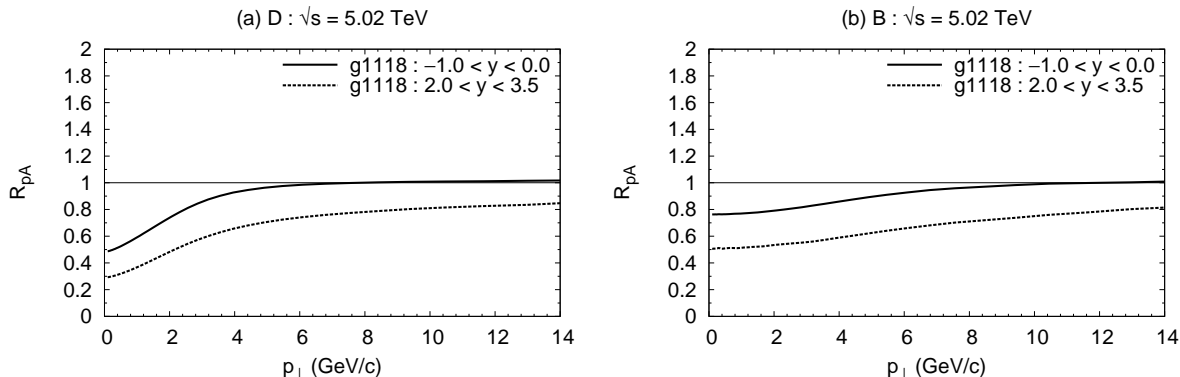 (a) D : √s = 5.02 TeV
g1118 : −1.0 < y < 0.0
g1118 : 2.0 < y < 3.5
2
1.8
1.6
1.4
1.2
1
0.8
0.6
0.4
0.2
0
R_pA
0 2 4 6 8 10 12 14
p_⊥ (GeV/c)
(b) B : √s = 5.02 TeV
g1118 : −1.0 < y < 0.0
g1118 : 2.0 < y < 3.5
2
1.8
1.6
1.4
1.2
1
0.8
0.6
0.4
0.2
0
R_pA
0 2 4 6 8 10 12 14
p_⊥ (GeV/c)